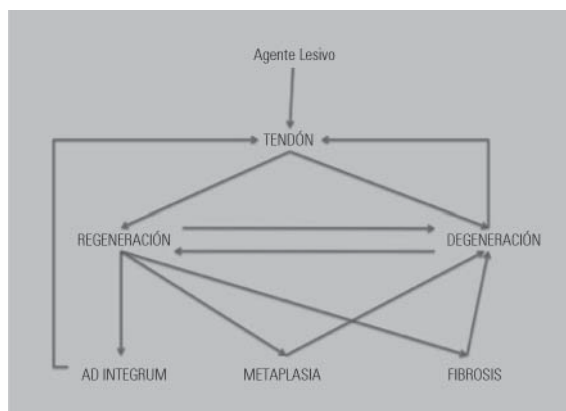 Agente Lesivo
TENDÓN
REGENERACIÓN
DEGENERACIÓN
AD INTEGRUM
METAPLASIA
FIBROSIS